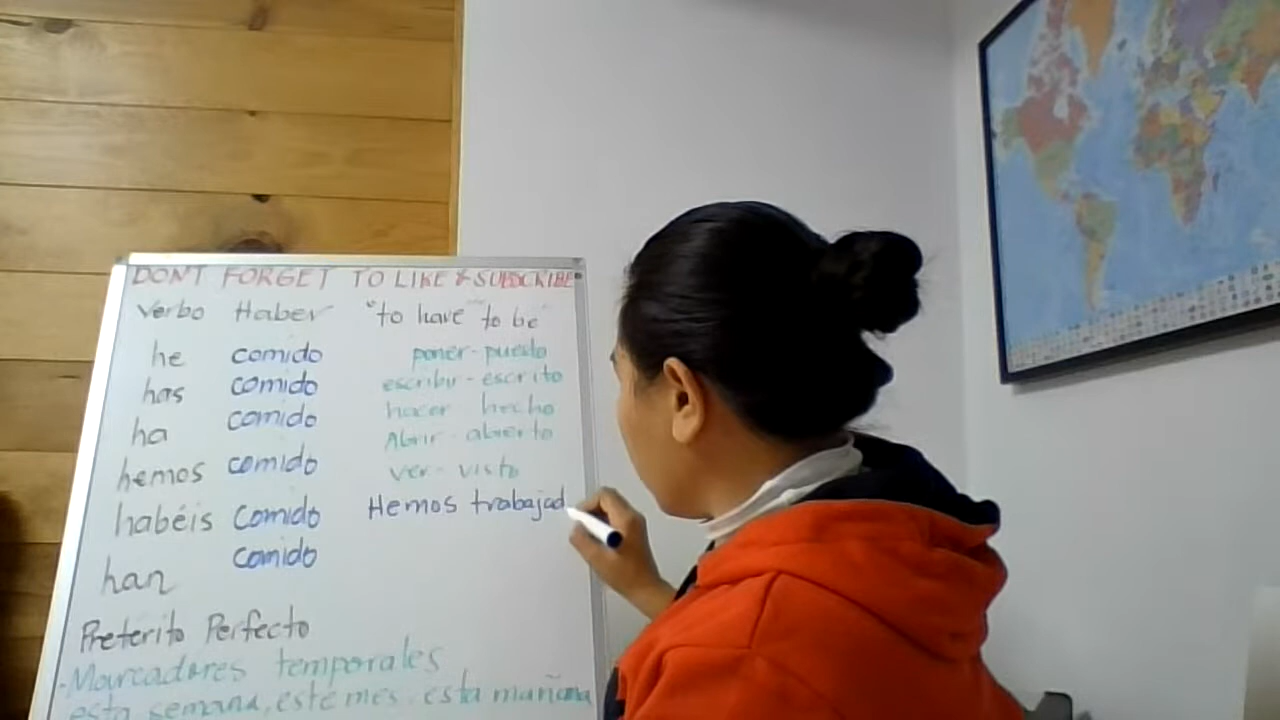 DONT FORGET TO LIKE & SUBSCRIBE
Verbo Haber "to have" "to be"
he comido poner - puesto
has comido escribir - escrito
ha comido hacer hecho
Abrir - abierto
hemos comido ver - visto
habéis comido Hemos trabajad
han comido
Preterito Perfecto
- Marcadores temporales
esta semana, este mes, esta mañana